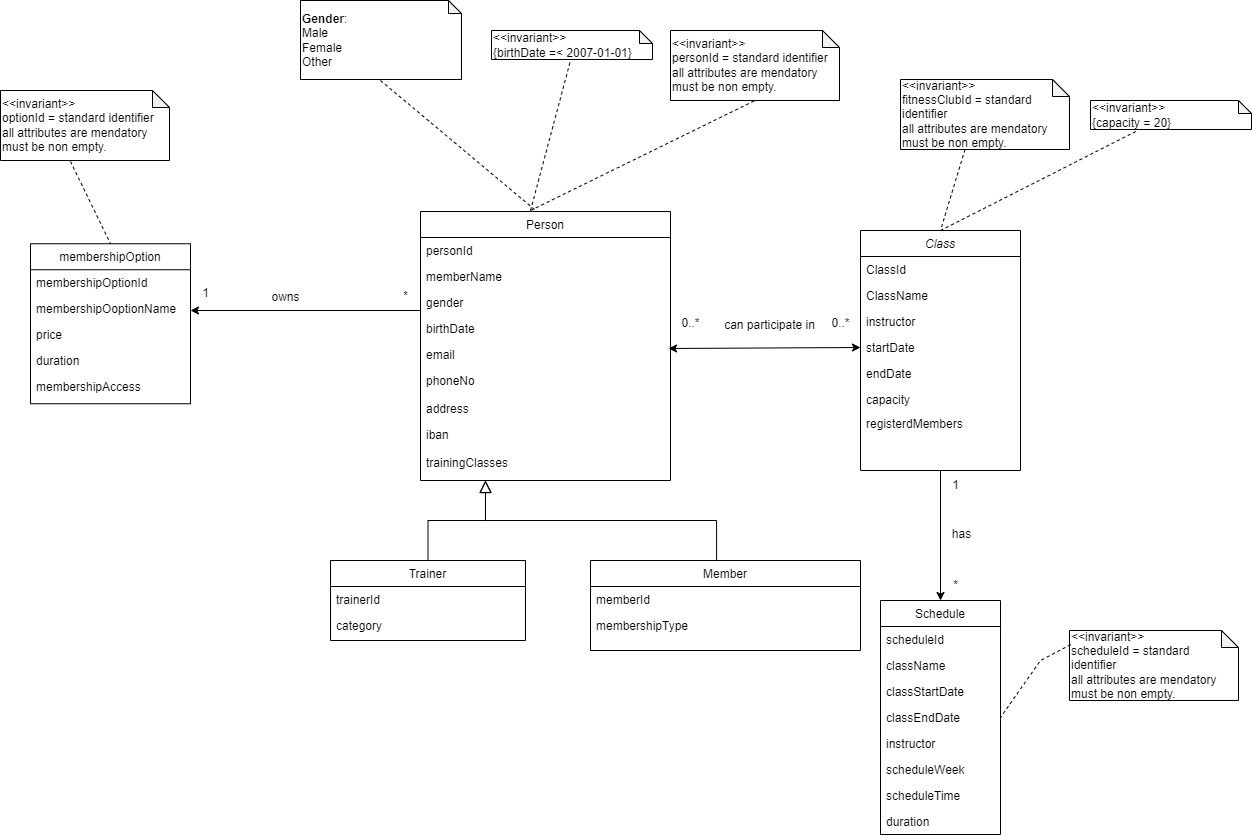 Gender:
Male
Female
Other
<<invariant>>
{birthDate =< 2007-01-01}
<<invariant>>
personId = standard identifier
all attributes are mendatory
must be non empty.
<<invariant>>
fitnessClubId = standard
identifier
all attributes are mendatory
must be non empty.
<<invariant>>
{capacity = 20}
<<invariant>>
optionId = standard identifier
all attributes are mendatory
must be non empty.
membershipOption
membershipOptionId
membershipOoptionName
price
duration
membershipAccess
1
owns
*
Person
personId
memberName
gender
birthDate
email
phoneNo
address
iban
trainingClasses
0..*
can participate in
0..*
Class
ClassId
ClassName
instructor
startDate
endDate
capacity
registerdMembers
1
has
*
Trainer
trainerId
category
Member
memberId
membershipType
Schedule
scheduleId
className
classStartDate
classEndDate
instructor
scheduleWeek
scheduleTime
duration
<<invariant>>
scheduleId = standard
identifier
all attributes are mendatory
must be non empty.